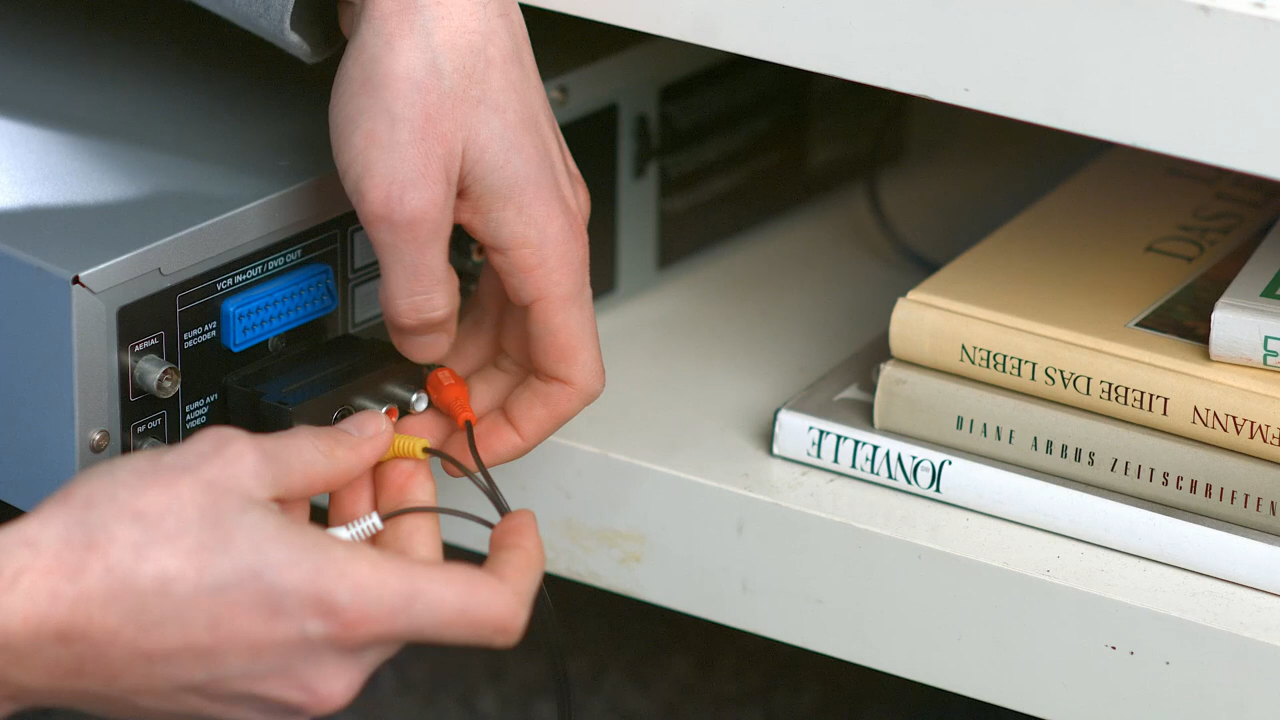 VCR IN+OUT / DVD OUT
EURO AV2
DECODER
AERIAL
EURO AV1
AUDIO/
VIDEO
RF OUT
DAS
LIEBE DAS LEBEN
DIANE ARBUS ZEITSCHRIFTEN
JONVELLE